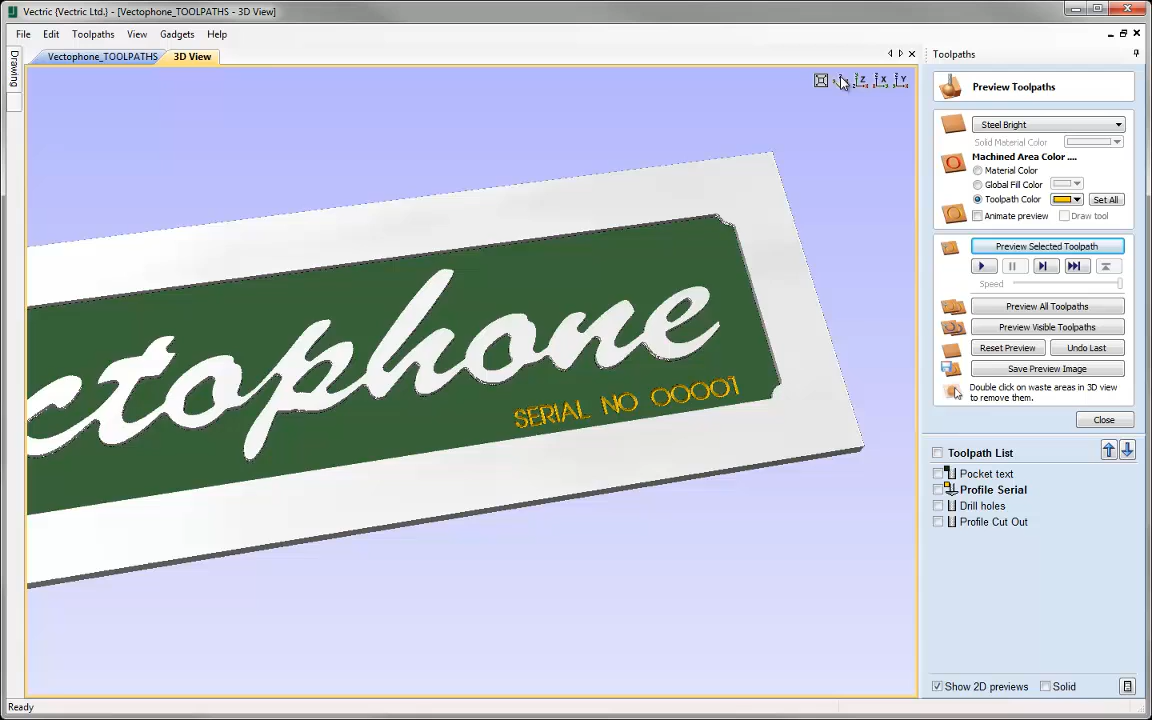 Vectric {Vectric Ltd.} - [Vectophone_TOOLPATHS - 3D View]
File Edit Toolpaths View Gadgets Help
Drawing
Vectophone_TOOLPATHS 3D View
Z X Y
ctophone
SERIAL NO 00001
Toolpaths
Preview Toolpaths
Steel Bright
Solid Material Color
Machined Area Color ....
Material Color
Global Fill Color
Toolpath Color Set All
Animate preview Draw tool
Preview Selected Toolpath
Speed
Preview All Toolpaths
Preview Visible Toolpaths
Reset Preview Undo Last
Save Preview Image
Double click on waste areas in 3D view
to remove them.
Close
Toolpath List
Pocket text
Profile Serial
Drill holes
Profile Cut Out
Show 2D previews Solid
Ready